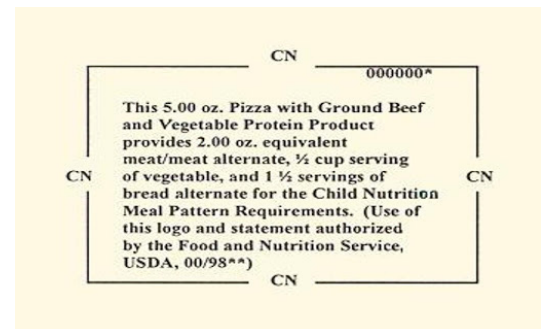 CN
000000*
This 5.00 oz. Pizza with Ground Beef
and Vegetable Protein Product
provides 2.00 oz. equivalent
meat/meat alternate, ½ cup serving
CN of vegetable, and 1 ½ servings of CN
bread alternate for the Child Nutrition
Meal Pattern Requirements. (Use of
this logo and statement authorized
by the Food and Nutrition Service,
USDA, 00/98**)
CN